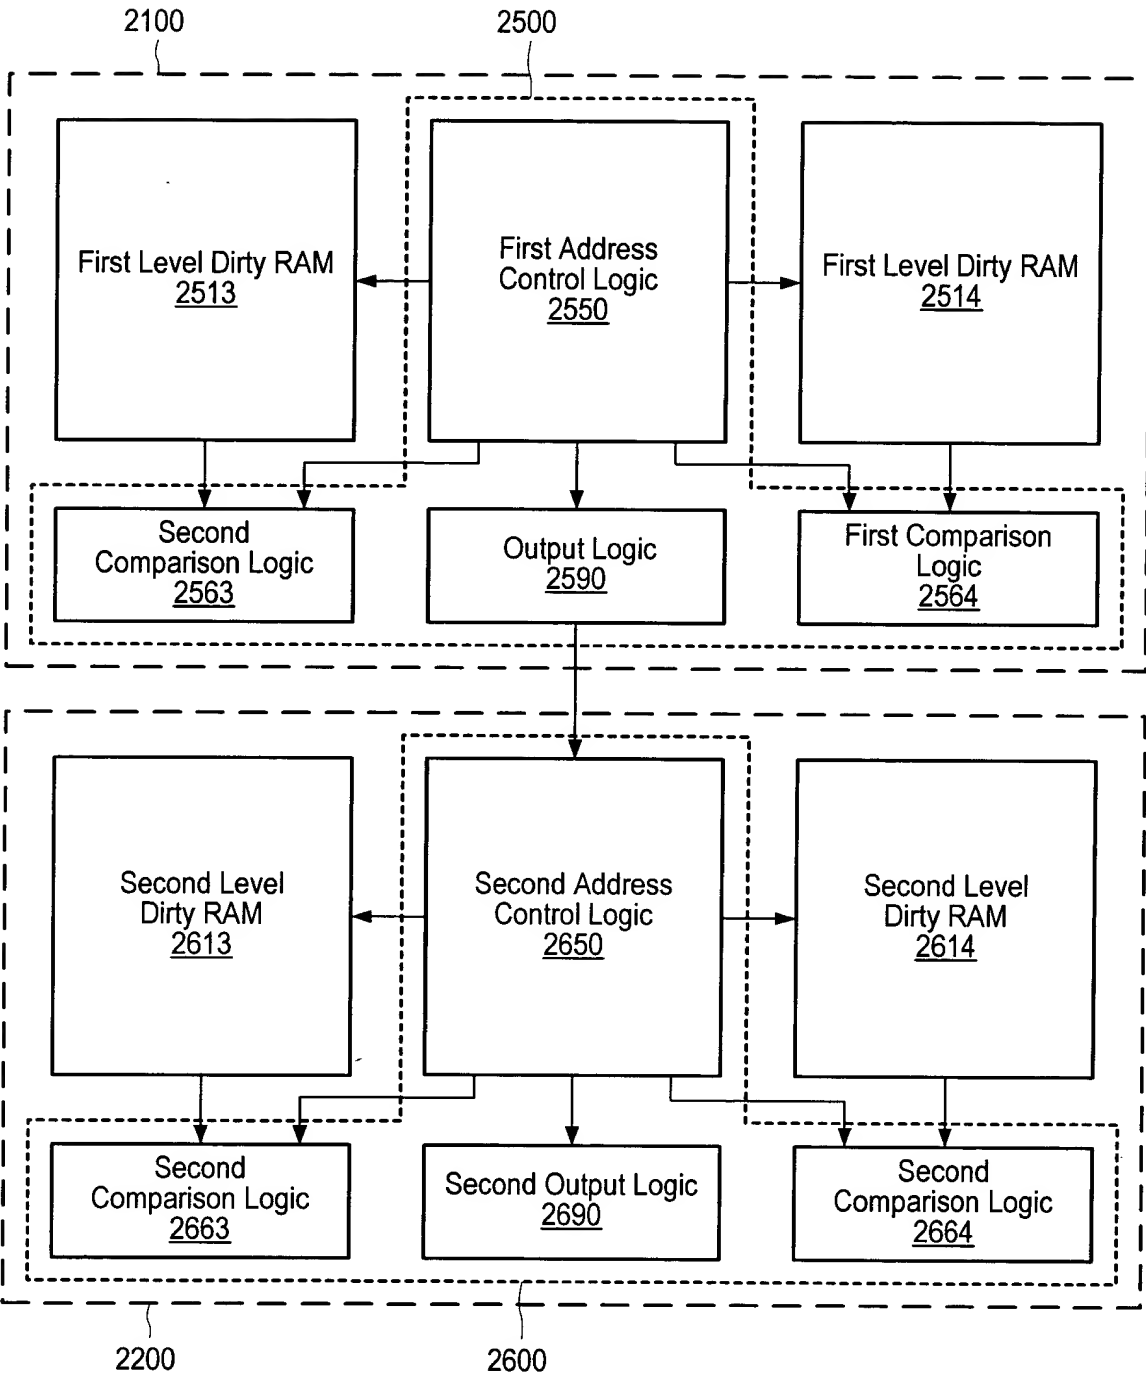 2100
2500
First Level Dirty RAM
2513
First Address
Control Logic
2550
First Level Dirty RAM
2514
Second
Comparison Logic
2563
Output Logic
2590
First Comparison
Logic
2564
Second Level
Dirty RAM
2613
Second Address
Control Logic
2650
Second Level
Dirty RAM
2614
Second
Comparison Logic
2663
Second Output Logic
2690
Second
Comparison Logic
2664
2200
2600